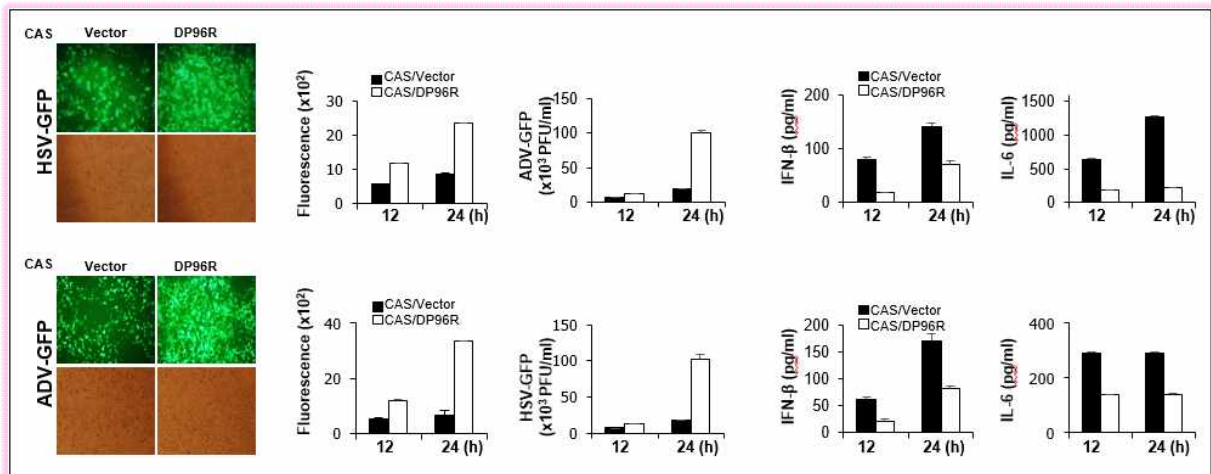 CAS
Vector
DP96R
HSV-GFP
Fluorescence (x10²)
30
20
10
0
CAS/Vector
CAS/DP96R
12
24 (h)
ADV-GFP
(x10³ PFU/ml)
150
100
50
0
12
24 (h)
IFN-β (pg/ml)
200
100
0
CAS/Vector
CAS/DP96R
12
24 (h)
IL-6 (pg/ml)
1500
1000
500
0
12
24 (h)
CAS
Vector
DP96R
ADV-GFP
Fluorescence (x10²)
40
20
0
CAS/Vector
CAS/DP96R
12
24 (h)
HSV-GFP
(x10³ PFU/ml)
150
100
50
0
12
24 (h)
IFN-β (pg/ml)
200
150
100
50
0
CAS/Vector
CAS/DP96R
12
24 (h)
IL-6 (pg/ml)
400
200
0
12
24 (h)